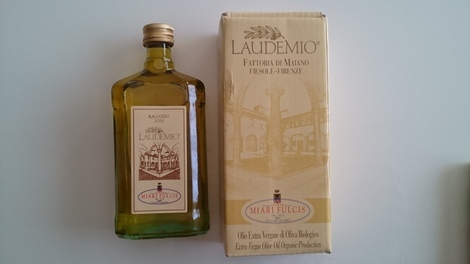 RACCOLTO
LAUDEMIO®
MIARI FULCIS
LAUDEMIO®
FATTORIA DI MAIANO
FIESOLE-FIRENZE
MIARI FULCIS
Olio Extra Vergine di Oliva Biologico
Extra Virgin Olive Oil Organic Production